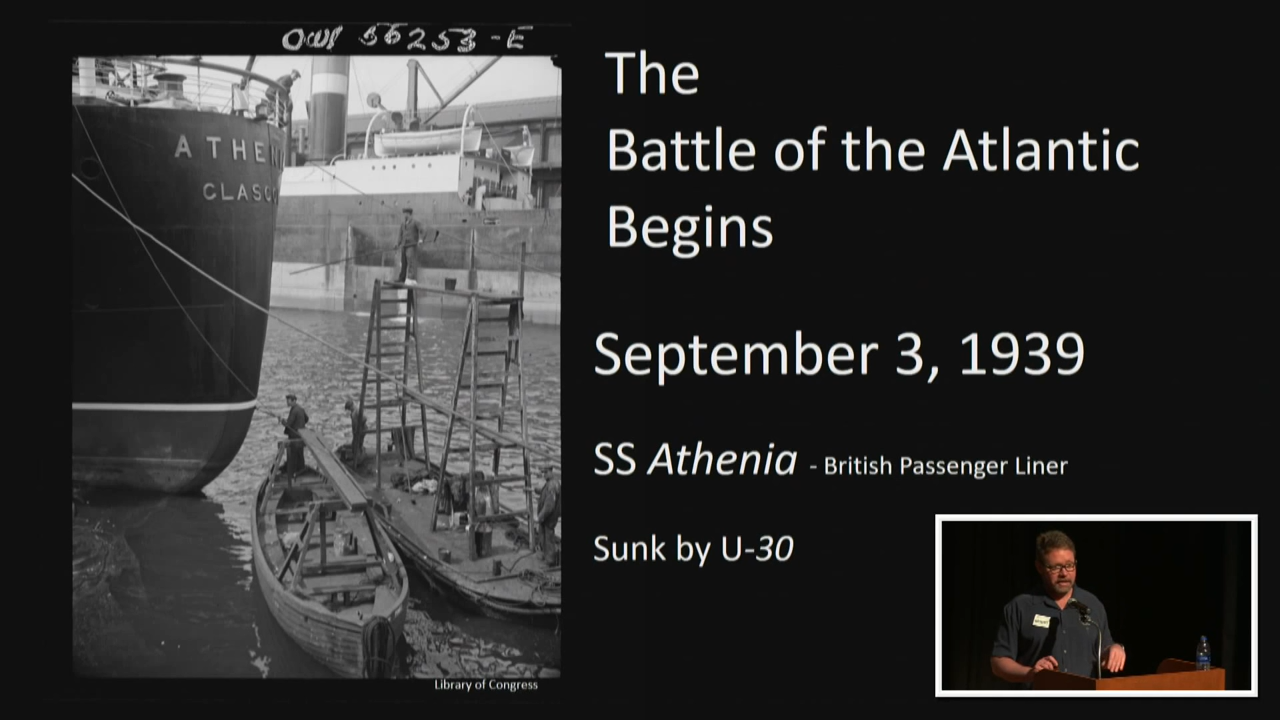 OWI 56253-E
ATHEN
GLASGO
Library of Congress
The
Battle of the Atlantic
Begins
September 3, 1939
SS Athenia - British Passenger Liner
Sunk by U-30